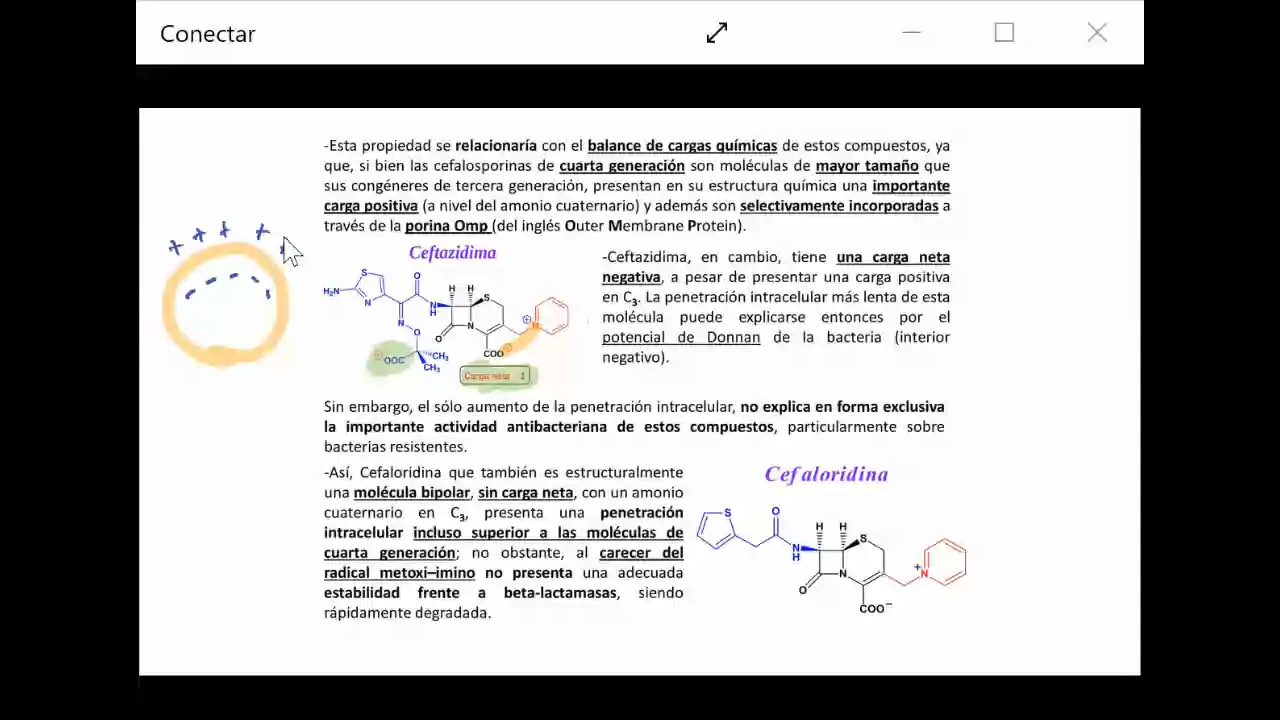 Conectar
-Esta propiedad se relacionaría con el balance de cargas químicas de estos compuestos, ya
que, si bien las cefalosporinas de cuarta generación son moléculas de mayor tamaño que
sus congéneres de tercera generación, presentan en su estructura química una importante
carga positiva (a nivel del amonio cuaternario) y además son selectivamente incorporadas a
través de la porina Omp (del inglés Outer Membrane Protein).
Ceftazidima
S
O
H₂N
N
N
H
H
H
S
N
O
O
N
N
⊕
⊖OOC
CH₃
CH₃
COO⊖
Carga neta
-Ceftazidima, en cambio, tiene una carga neta
negativa, a pesar de presentar una carga positiva
en C₃. La penetración intracelular más lenta de esta
molécula puede explicarse entonces por el
potencial de Donnan de la bacteria (interior
negativo).
Sin embargo, el sólo aumento de la penetración intracelular, no explica en forma exclusiva
la importante actividad antibacteriana de estos compuestos, particularmente sobre
bacterias resistentes.
-Así, Cefaloridina que también es estructuralmente
una molécula bipolar, sin carga neta, con un amonio
cuaternario en C₃, presenta una penetración
intracelular incluso superior a las moléculas de
cuarta generación; no obstante, al carecer del
radical metoxi–imino no presenta una adecuada
estabilidad frente a beta-lactamasas, siendo
rápidamente degradada.
Cefaloridina
S
O
N
H
H
H
S
O
N
+
N
COO⁻